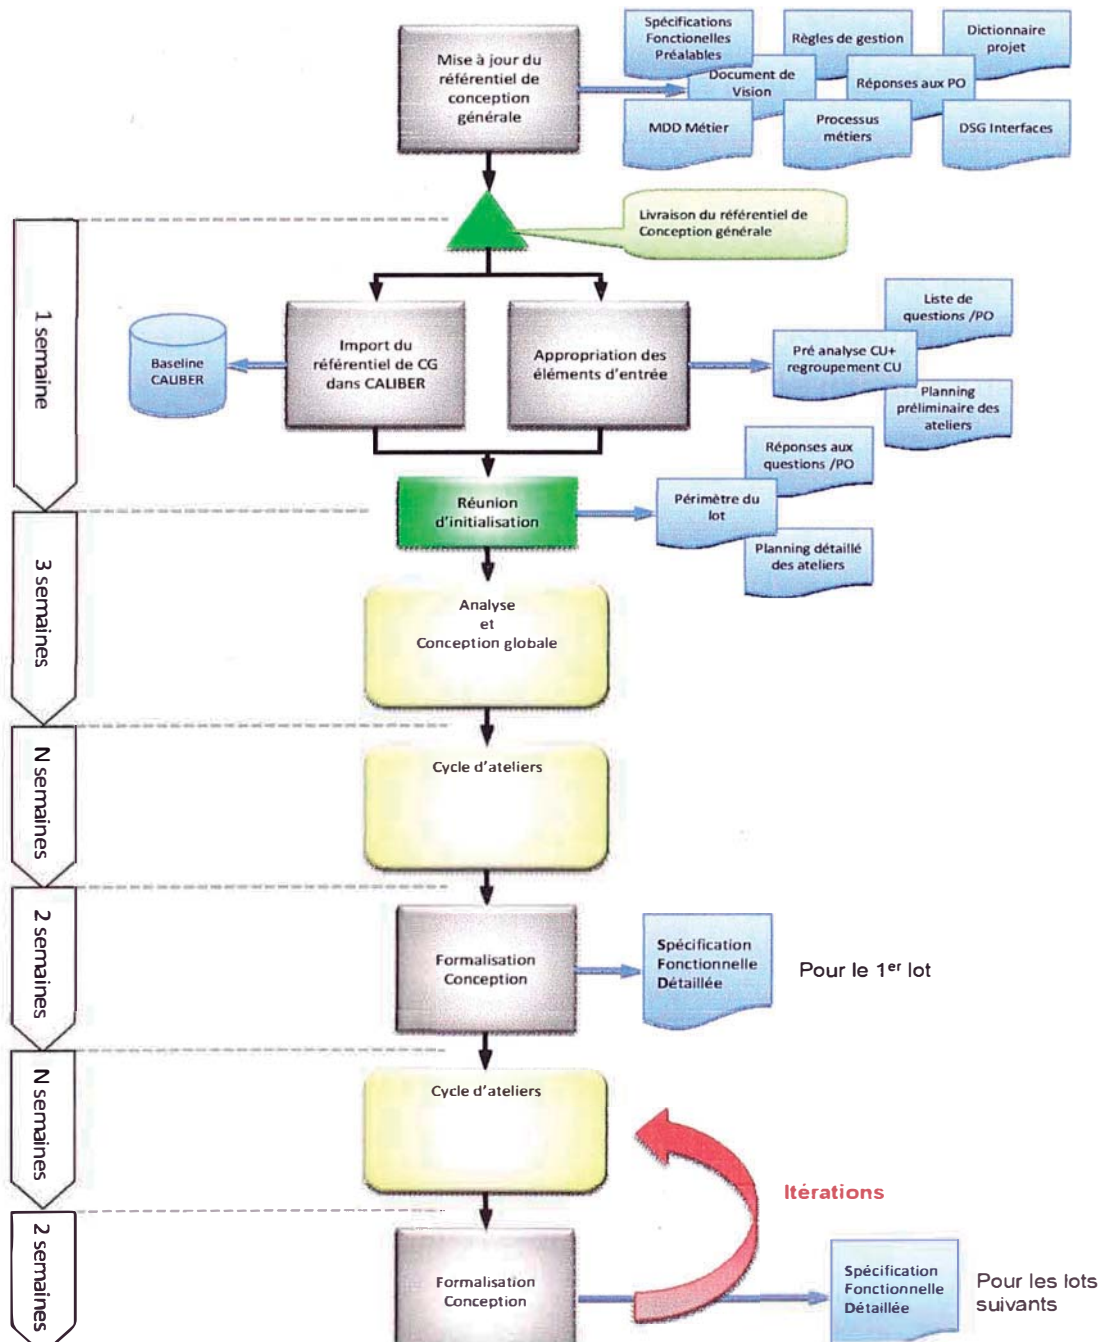 Mise à jour du
référentiel de
conception
générale
Spécifications
Fonctionelles
Préalables
Règles de gestion
Dictionnaire
projet
Document de
Vision
Réponses aux PO
MDD Métier
Processus
métiers
DSG Interfaces
Livraison du référentiel de
Conception générale
1 semaine
Baseline
CALIBER
Import du
référentiel de CG
dans CALIBER
Appropriation des
éléments d'entrée
Liste de
questions /PO
Pré analyse CU+
regroupement CU
Planning
préliminaire des
ateliers
Réunion
d'initialisation
Réponses aux
questions /PO
Périmètre du
lot
Planning détaillé
des ateliers
3 semaines
Analyse
et
Conception globale
N semaines
Cycle d'ateliers
2 semaines
Formalisation
Conception
Spécification
Fonctionnelle
Détaillée
Pour le 1er lot
N semaines
Cycle d'ateliers
Itérations
2 semaines
Formalisation
Conception
Spécification
Fonctionnelle
Détaillée
Pour les lots
suivants